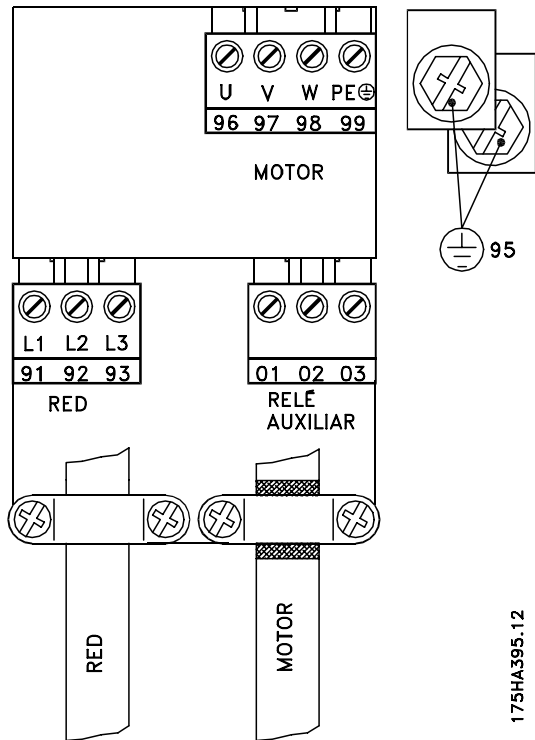 U V W PE
96 97 98 99
MOTOR
95
L1 L2 L3
91 92 93
RED
01 02 03
RELÉ
AUXILIAR
RED
MOTOR
175HA395.12